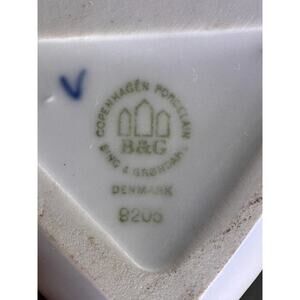 V
COPENHAGEN PORCELAIN
B&G
BING & GRØNDAHL
DENMARK
8205